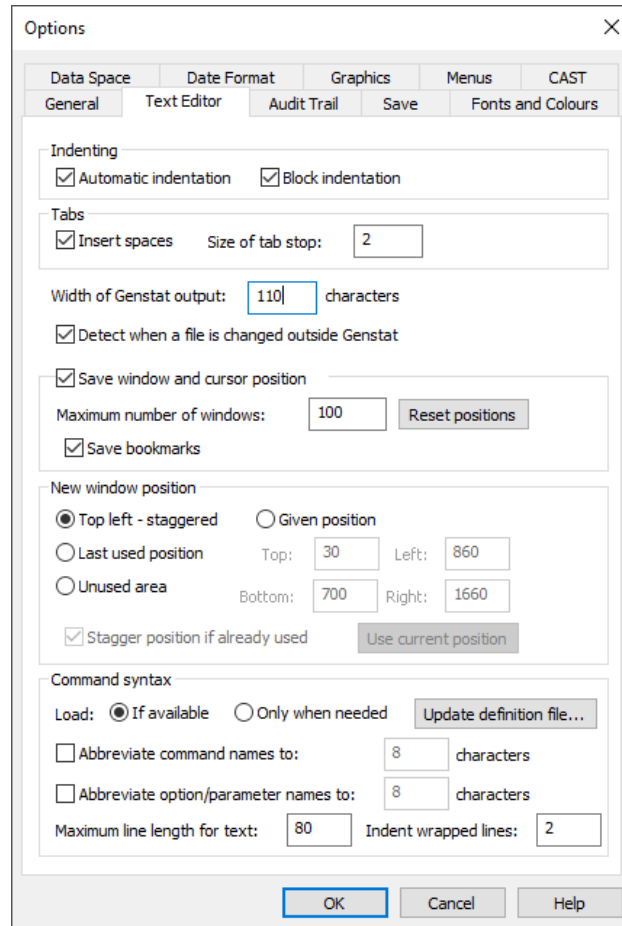 Options
Data Space Date Format Graphics Menus CAST
General Text Editor Audit Trail Save Fonts and Colours
Indenting
Automatic indentation Block indentation
Tabs
Insert spaces Size of tab stop: 2
Width of Genstat output: 110 characters
Detect when a file is changed outside Genstat
Save window and cursor position
Maximum number of windows: 100 Reset positions
Save bookmarks
New window position
Top left - staggered Given position
Last used position Top: 30 Left: 860
Unused area Bottom: 700 Right: 1660
Stagger position if already used Use current position
Command syntax
Load: If available Only when needed Update definition file...
Abbreviate command names to: 8 characters
Abbreviate option/parameter names to: 8 characters
Maximum line length for text: 80 Indent wrapped lines: 2
OK Cancel Help